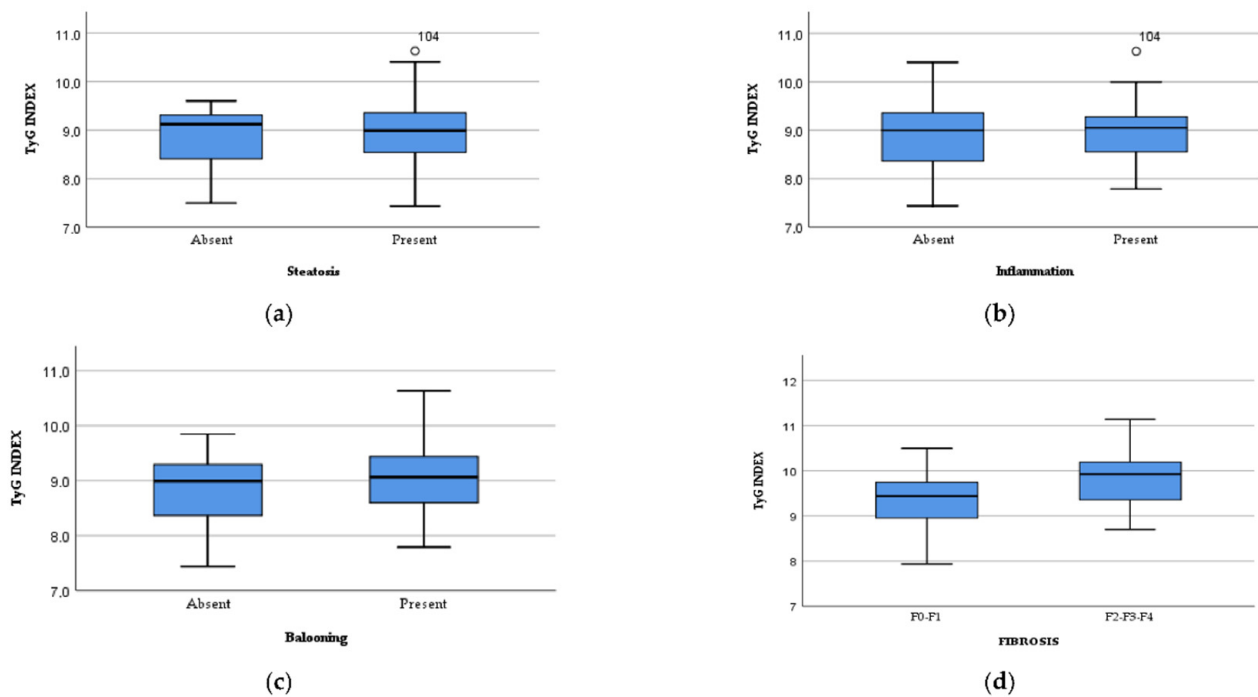 11.0
10.0
9.0
8.0
7.0
TyG INDEX
104
Absent
Present
Steatosis
(a)
11.0
10.0
9.0
8.0
7.0
TyG INDEX
104
Absent
Present
Inflammation
(b)
11.0
10.0
9.0
8.0
7.0
TyG INDEX
Absent
Present
Balooning
(c)
12
11
10
9
8
7
TyG INDEX
F0-F1
F2-F3-F4
FIBROSIS
(d)